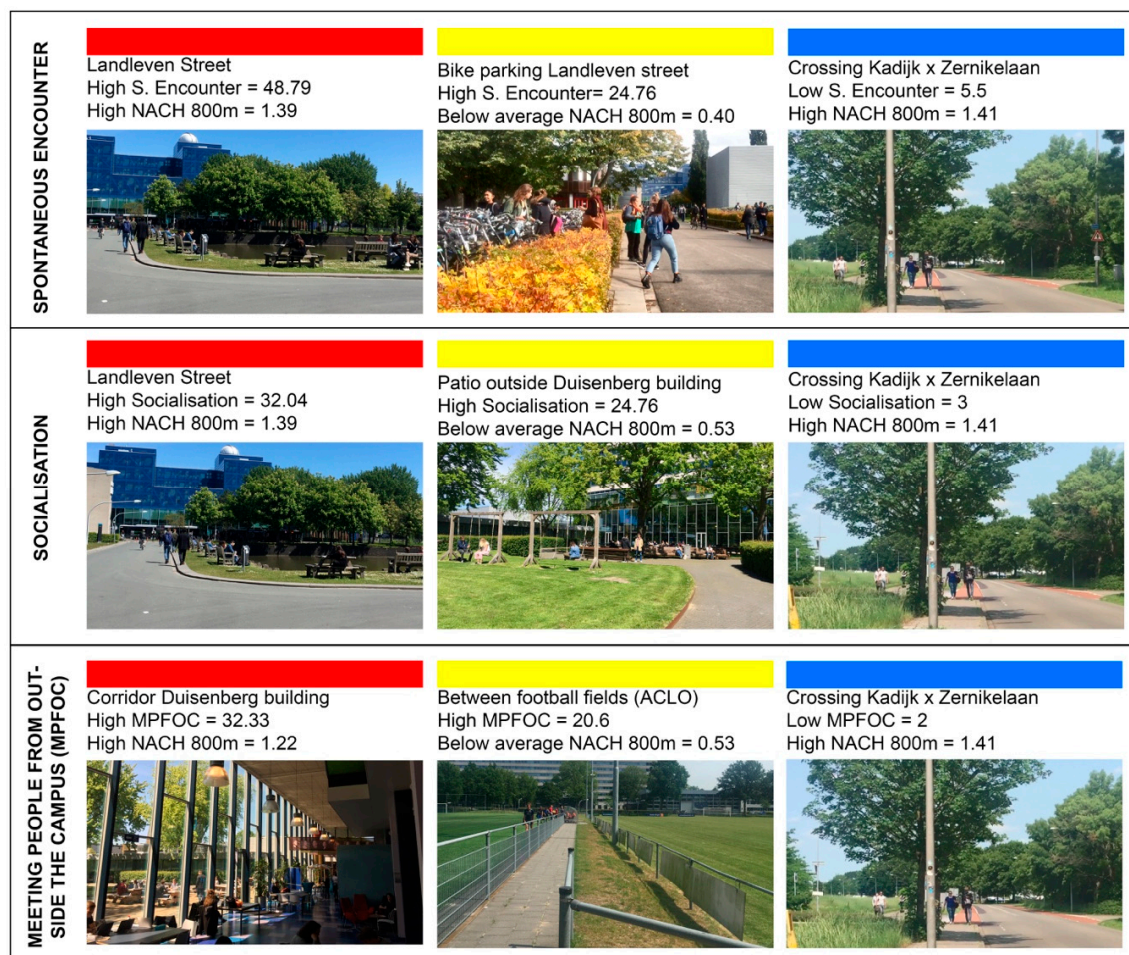 SPONTANEOUS ENCOUNTER
Landleven Street
High S. Encounter = 48.79
High NACH 800m = 1.39
Bike parking Landleven street
High S. Encounter= 24.76
Below average NACH 800m = 0.40
Crossing Kadijk x Zernikelaan
Low S. Encounter = 5.5
High NACH 800m = 1.41
SOCIALISATION
Landleven Street
High Socialisation = 32.04
High NACH 800m = 1.39
Patio outside Duisenberg building
High Socialisation = 24.76
Below average NACH 800m = 0.53
Crossing Kadijk x Zernikelaan
Low Socialisation = 3
High NACH 800m = 1.41
MEETING PEOPLE FROM OUT-
SIDE THE CAMPUS (MPFOC)
Corridor Duisenberg building
High MPFOC = 32.33
High NACH 800m = 1.22
Between football fields (ACLO)
High MPFOC = 20.6
Below average NACH 800m = 0.53
Crossing Kadijk x Zernikelaan
Low MPFOC = 2
High NACH 800m = 1.41